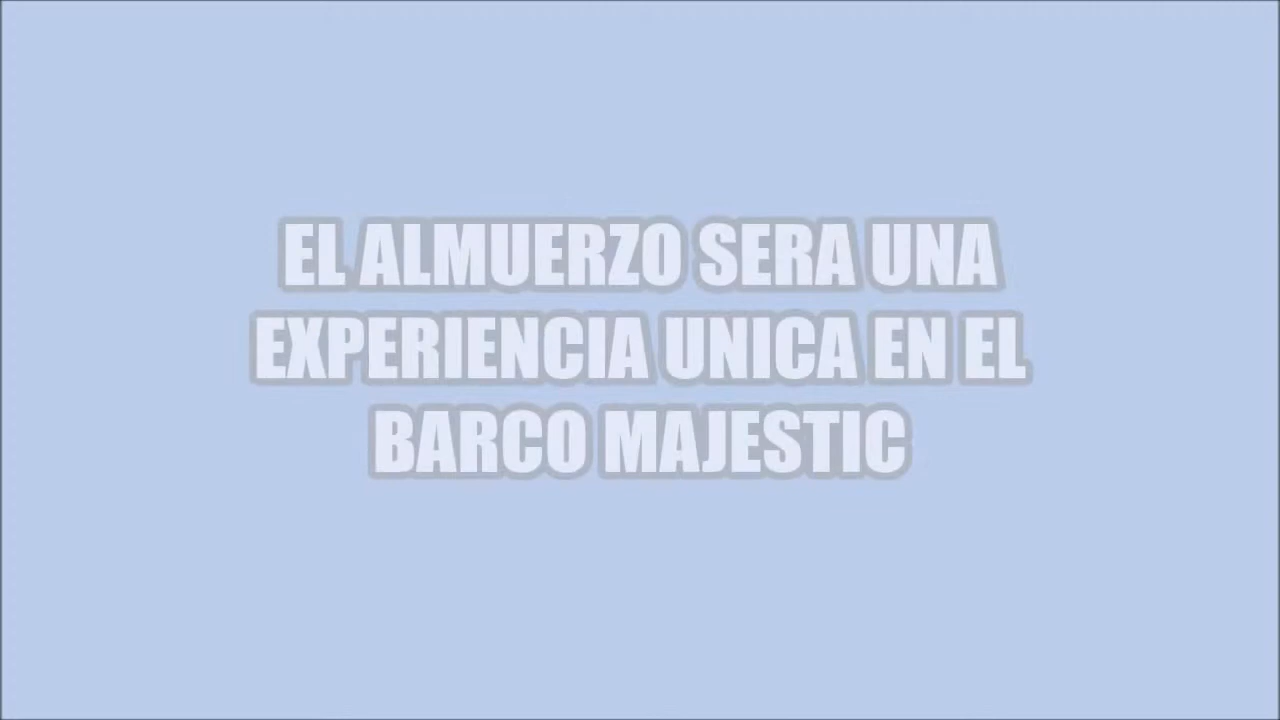 EL ALMUERZO SERA UNA
EXPERIENCIA UNICA EN EL
BARCO MAJESTIC